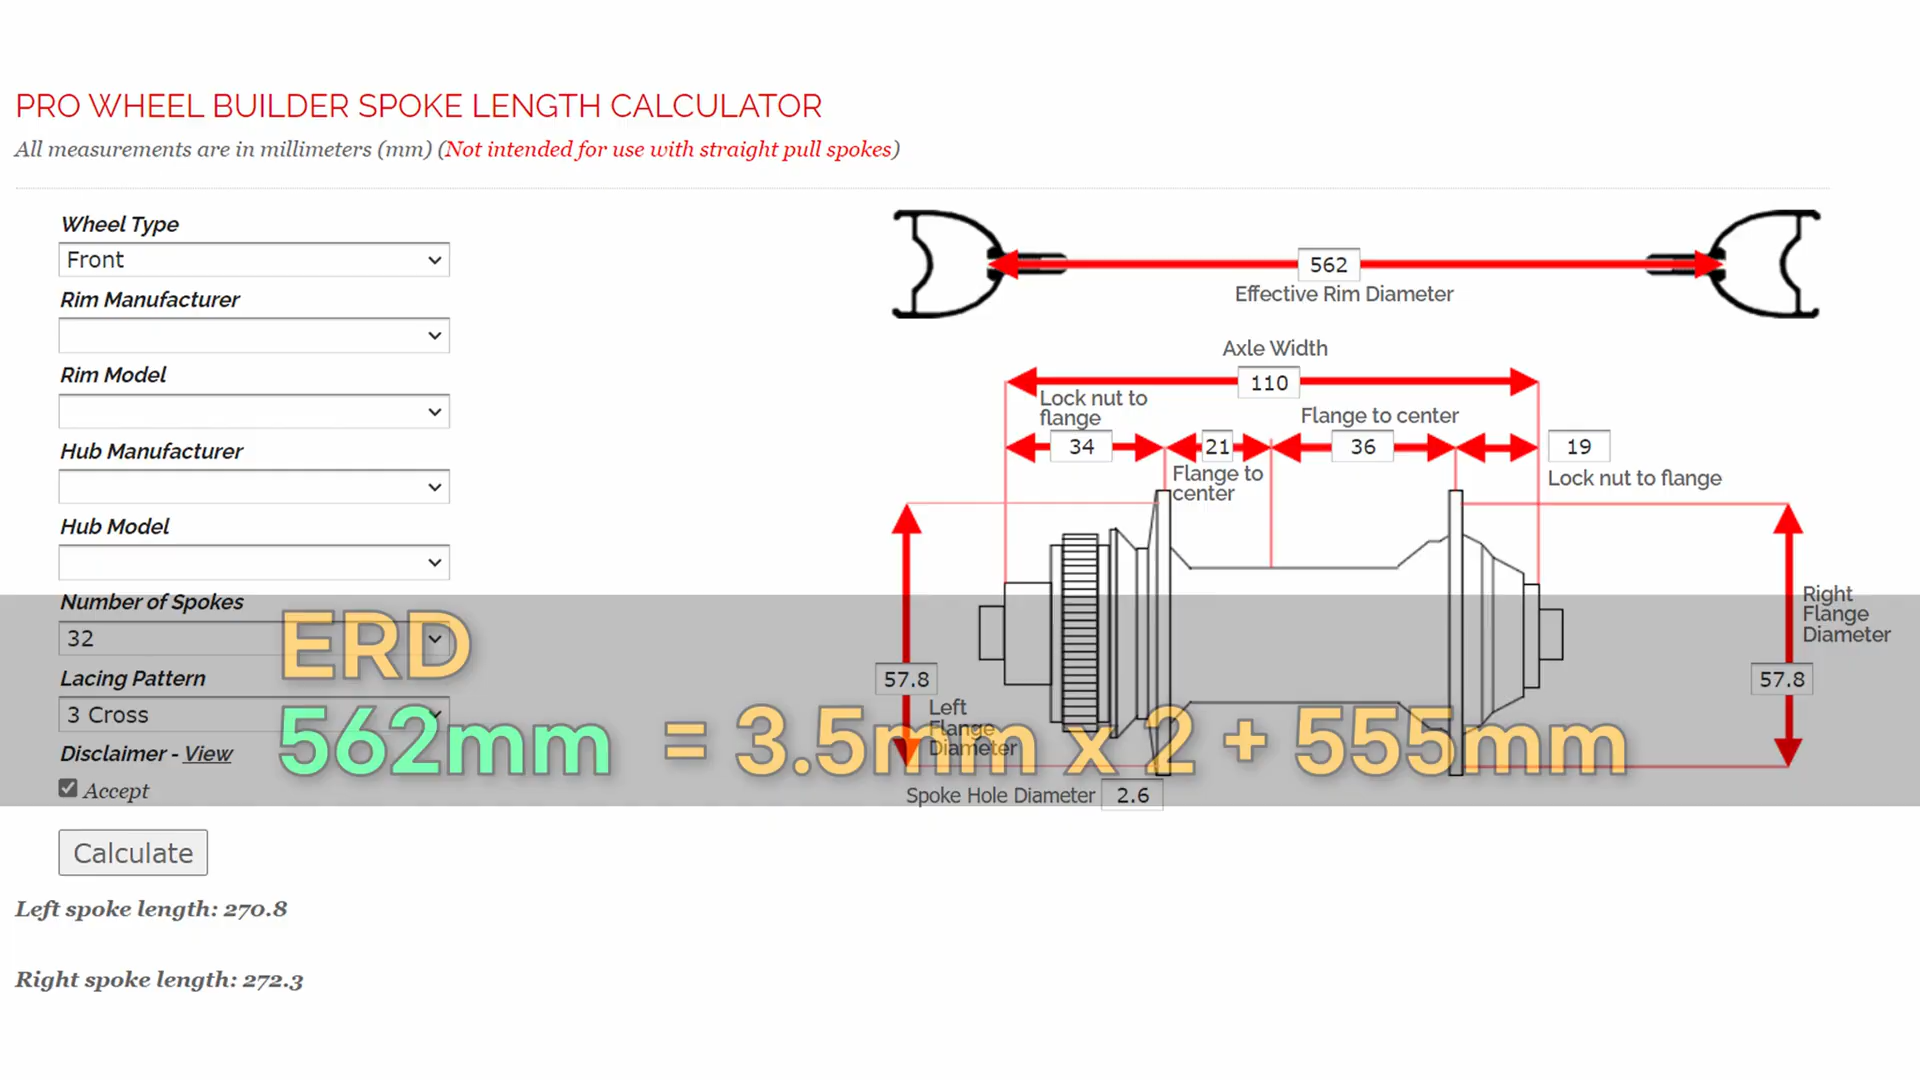 PRO WHEEL BUILDER SPOKE LENGTH CALCULATOR
All measurements are in millimeters (mm) (Not intended for use with straight pull spokes)
Wheel Type
Front
Rim Manufacturer
Rim Model
Hub Manufacturer
Hub Model
Number of Spokes
32
Lacing Pattern
3 Cross
Disclaimer - View
Accept
Calculate
Left spoke length: 270.8
Right spoke length: 272.3
562
Effective Rim Diameter
Axle Width
110
Lock nut to
flange
34
21
Flange to
center
Flange to center
36
19
Lock nut to flange
57.8
Left
Flange
Diameter
Right
Flange
Diameter
57.8
Spoke Hole Diameter 2.6
ERD
562mm = 3.5mm x 2 + 555mm